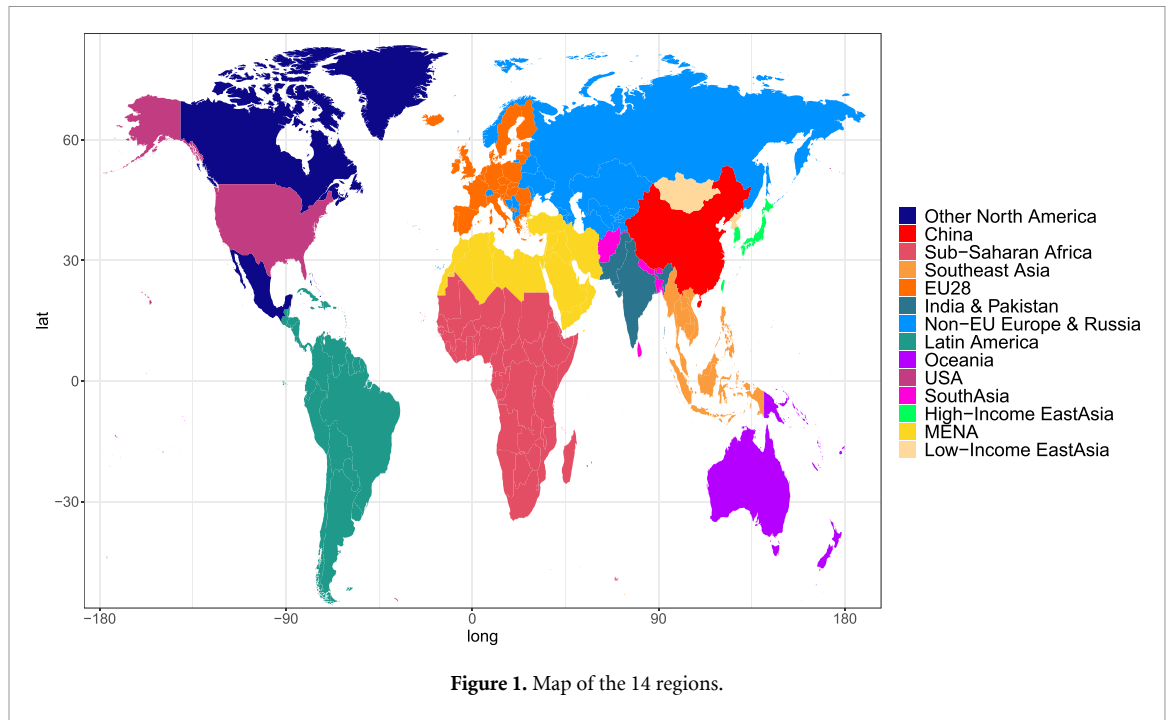 60
30
0
−30
lat
−180
−90
0
90
180
long
Other North America
China
Sub−Saharan Africa
Southeast Asia
EU28
India & Pakistan
Non−EU Europe & Russia
Latin America
Oceania
USA
SouthAsia
High−Income EastAsia
MENA
Low−Income EastAsia
Figure 1. Map of the 14 regions.